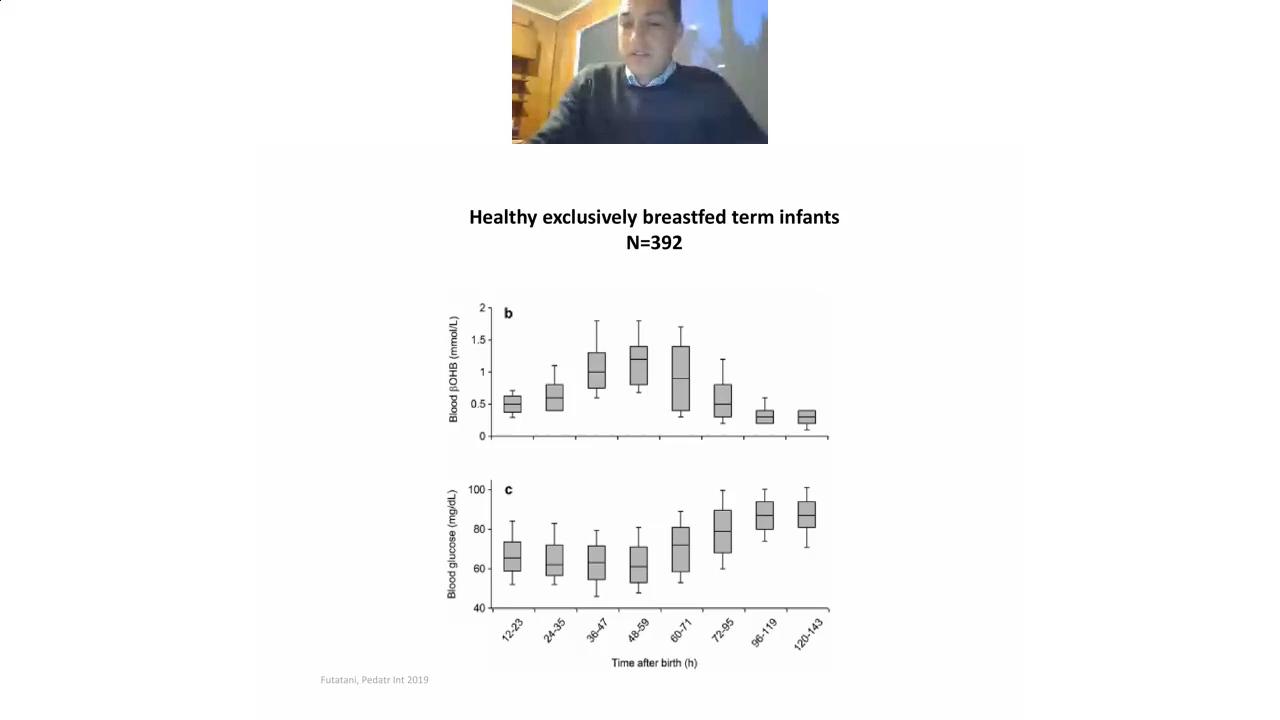 Healthy exclusively breastfed term infants
N=392
b
Blood βOHB (mmol/L)
2
1.5
1
0.5
0
c
Blood glucose (mg/dL)
100
80
60
40
12-23
24-35
36-47
48-59
60-71
72-95
96-119
120-143
Time after birth (h)
Futatani, Pedatr Int 2019